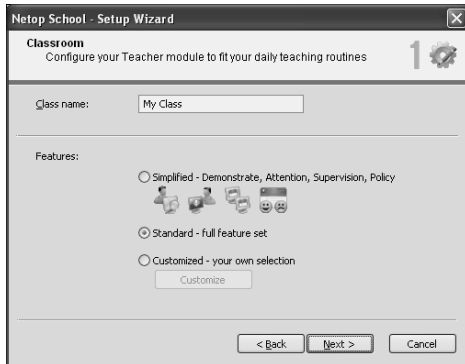 Netop School - Setup Wizard
Classroom
Configure your Teacher module to fit your daily teaching routines
1
Class name:
My Class
Features:
Simplified - Demonstrate, Attention, Supervision, Policy
Standard - full feature set
Customized - your own selection
Customize
< Back
Next >
Cancel